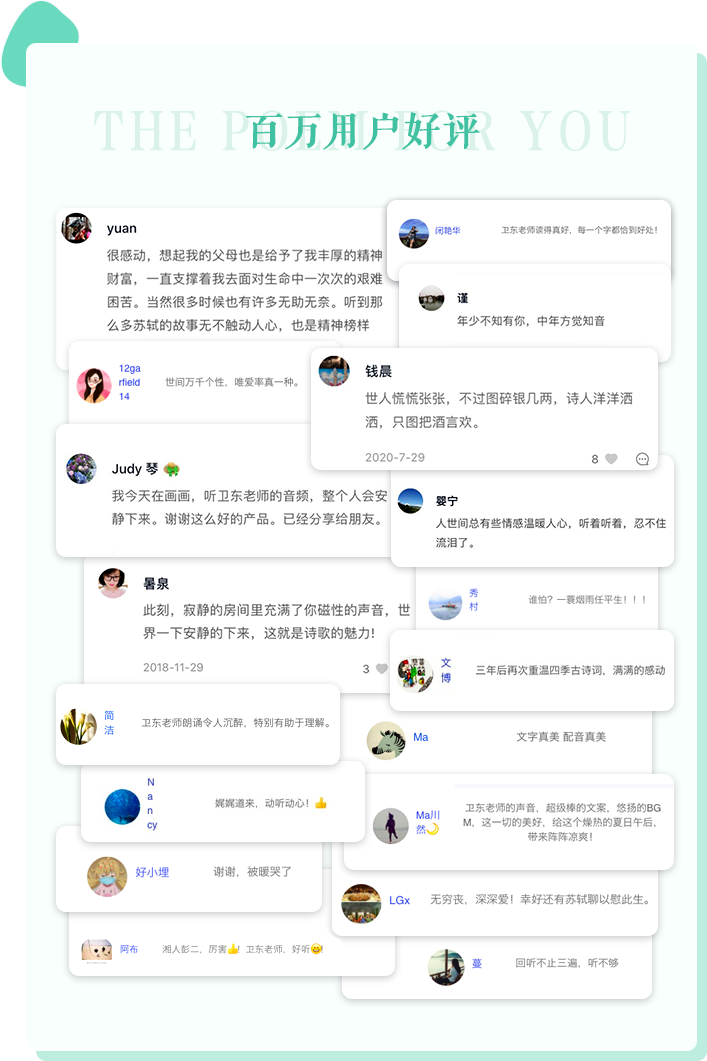 THE POEM FOR YOU
百万用户好评
yuan
很感动，想起我的父母也是给予了我丰厚的精神
财富，一直支撑着我去面对生命中一次次的艰难
困苦。当然很多时候也有许多无助无奈。听到那
么多苏轼的故事无不触动人心，也是精神榜样
闭艳华
卫东老师读得真好，每一个字都恰到好处！
谨
年少不知有你，中年方觉知音
12ga
rfield
14
世间万千个性，唯爱率真一种。
钱晨
世人慌慌张张，不过图碎银几两，诗人洋洋洒
洒，只图把酒言欢。
2020-7-29
8
Judy 琴
我今天在画画，听卫东老师的音频，整个人会安
静下来。谢谢这么好的产品。已经分享给朋友。
婴宁
人世间总有些情感温暖人心，听着听着，忍不住
流泪了。
暑泉
此刻，寂静的房间里充满了你磁性的声音，世
界一下安静的下来，这就是诗歌的魅力!
2018-11-29
3
秀
村
谁怕？一蓑烟雨任平生！！！
文
博
三年后再次重温四季古诗词，满满的感动
简
洁
卫东老师朗诵令人沉醉，特别有助于理解。
Ma
文字真美 配音真美
N
a
n
cy
娓娓道来，动听动心！👍
Ma川
然🌙
卫东老师的声音，超级棒的文案，悠扬的BG
M，这一切的美好，给这个燥热的夏日午后，
带来阵阵凉爽！
好小埋
谢谢，被暖哭了
LGx
无穷丧，深深爱！幸好还有苏轼聊以慰此生。
阿布
湘人彭二，厉害👍！卫东老师，好听😄!
蔓
回听不止三遍，听不够